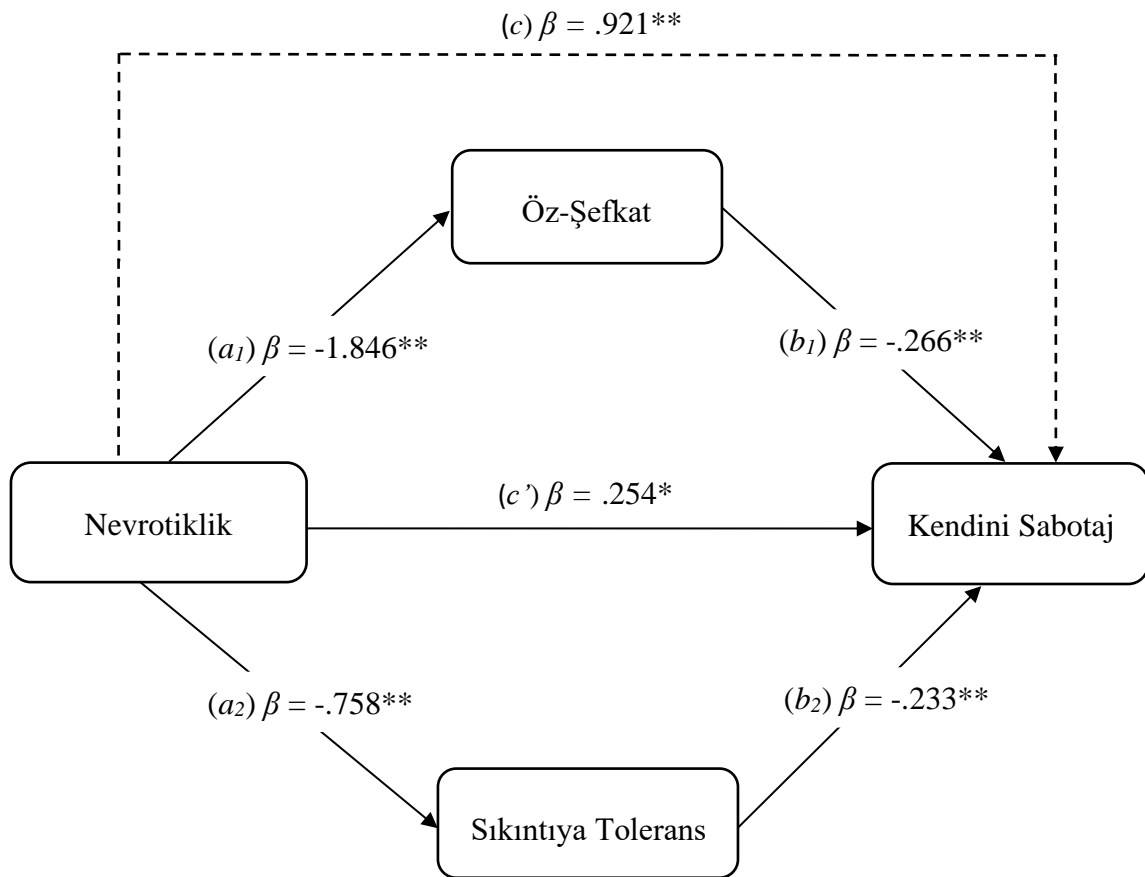 (c) β = .921**
Öz-Şefkat
(a1) β = -1.846**
(b1) β = -.266**
Nevrotiklik
(c’) β = .254*
Kendini Sabotaj
(a2) β = -.758**
(b2) β = -.233**
Sıkıntıya Tolerans